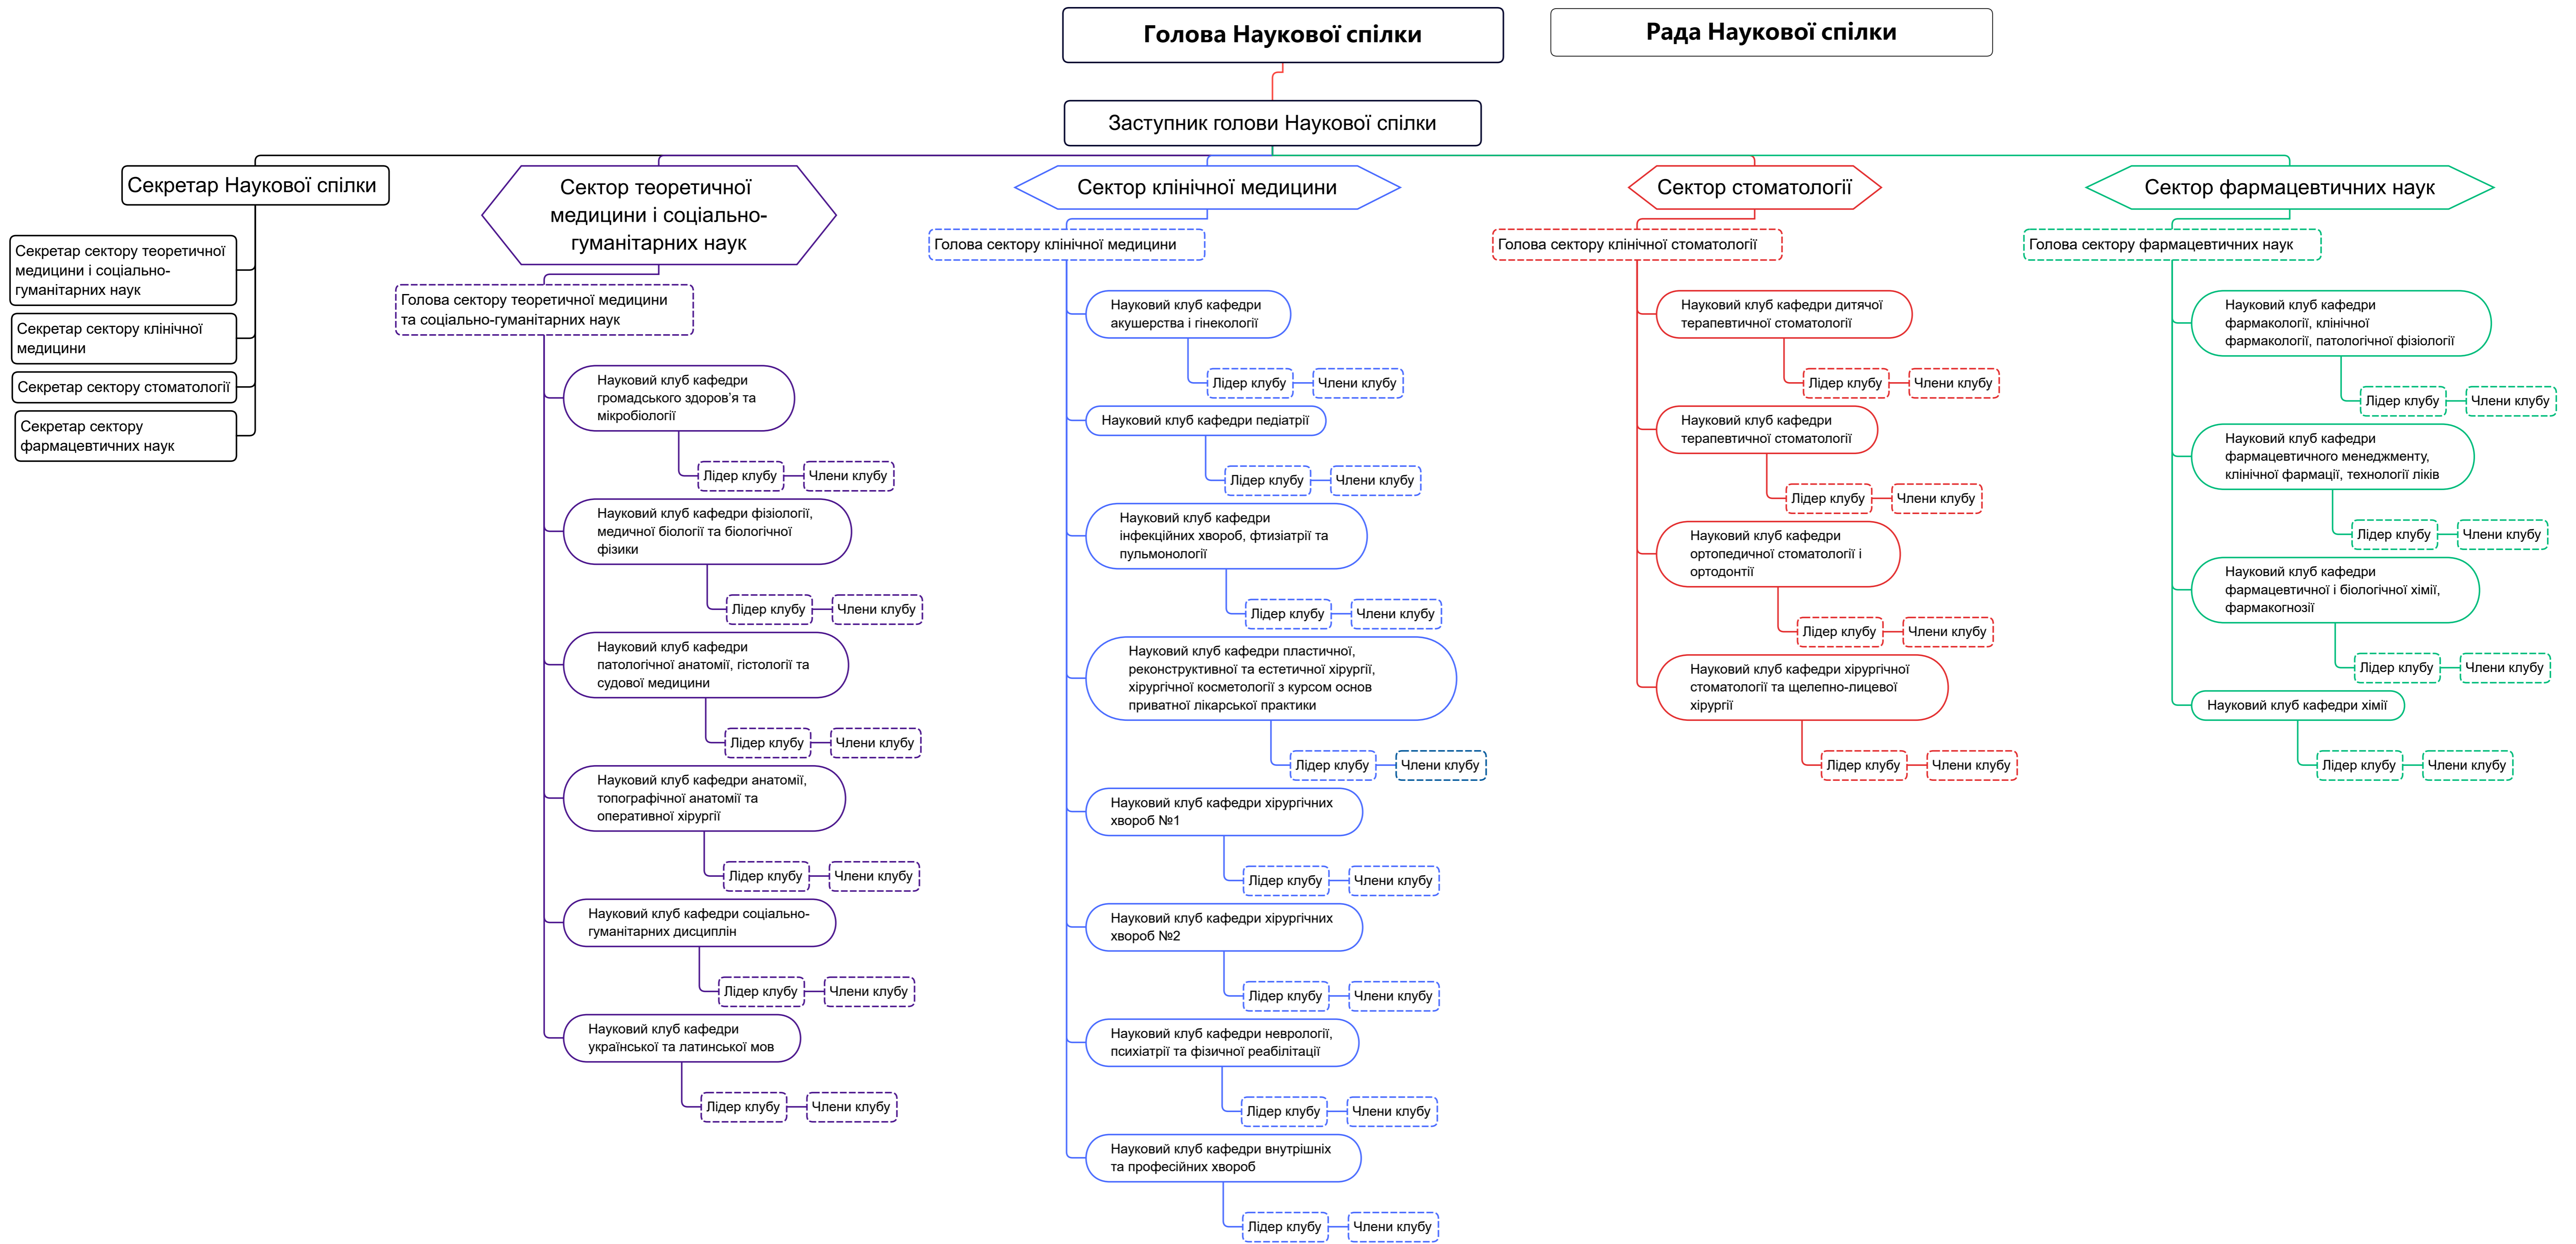 Голова Наукової спілки
Рада Наукової спілки
Заступник голови Наукової спілки
Секретар Наукової спілки
Секретар сектору теоретичної
медицини і соціально-
гуманітарних наук
Секретар сектору клінічної
медицини
Секретар сектору стоматології
Секретар сектору
фармацевтичних наук
Сектор теоретичної
медицини і соціально-
гуманітарних наук
Голова сектору теоретичної медицини
та соціально-гуманітарних наук
Науковий клуб кафедри
громадського здоров’я та
мікробіології
Лідер клубу
Члени клубу
Науковий клуб кафедри фізіології,
медичної біології та біологічної
фізики
Лідер клубу
Члени клубу
Науковий клуб кафедри
патологічної анатомії, гістології та
судової медицини
Лідер клубу
Члени клубу
Науковий клуб кафедри анатомії,
топографічної анатомії та
оперативної хірургії
Лідер клубу
Члени клубу
Науковий клуб кафедри соціально-
гуманітарних дисциплін
Лідер клубу
Члени клубу
Науковий клуб кафедри
української та латинської мов
Лідер клубу
Члени клубу
Сектор клінічної медицини
Голова сектору клінічної медицини
Науковий клуб кафедри
акушерства і гінекології
Лідер клубу
Члени клубу
Науковий клуб кафедри педіатрії
Лідер клубу
Члени клубу
Науковий клуб кафедри
інфекційних хвороб, фтизіатрії та
пульмонології
Лідер клубу
Члени клубу
Науковий клуб кафедри пластичної,
реконструктивної та естетичної хірургії,
хірургічної косметології з курсом основ
приватної лікарської практики
Лідер клубу
Члени клубу
Науковий клуб кафедри хірургічних
хвороб №1
Лідер клубу
Члени клубу
Науковий клуб кафедри хірургічних
хвороб №2
Лідер клубу
Члени клубу
Науковий клуб кафедри неврології,
психіатрії та фізичної реабілітації
Лідер клубу
Члени клубу
Науковий клуб кафедри внутрішніх
та професійних хвороб
Лідер клубу
Члени клубу
Сектор стоматології
Голова сектору клінічної стоматології
Науковий клуб кафедри дитячої
терапевтичної стоматології
Лідер клубу
Члени клубу
Науковий клуб кафедри
терапевтичної стоматології
Лідер клубу
Члени клубу
Науковий клуб кафедри
ортопедичної стоматології і
ортодонтії
Лідер клубу
Члени клубу
Науковий клуб кафедри хірургічної
стоматології та щелепно-лицевої
хірургії
Лідер клубу
Члени клубу
Сектор фармацевтичних наук
Голова сектору фармацевтичних наук
Науковий клуб кафедри
фармакології, клінічної
фармакології, патологічної фізіології
Лідер клубу
Члени клубу
Науковий клуб кафедри
фармацевтичного менеджменту,
клінічної фармації, технології ліків
Лідер клубу
Члени клубу
Науковий клуб кафедри
фармацевтичної і біологічної хімії,
фармакогнозії
Лідер клубу
Члени клубу
Науковий клуб кафедри хімії
Лідер клубу
Члени клубу